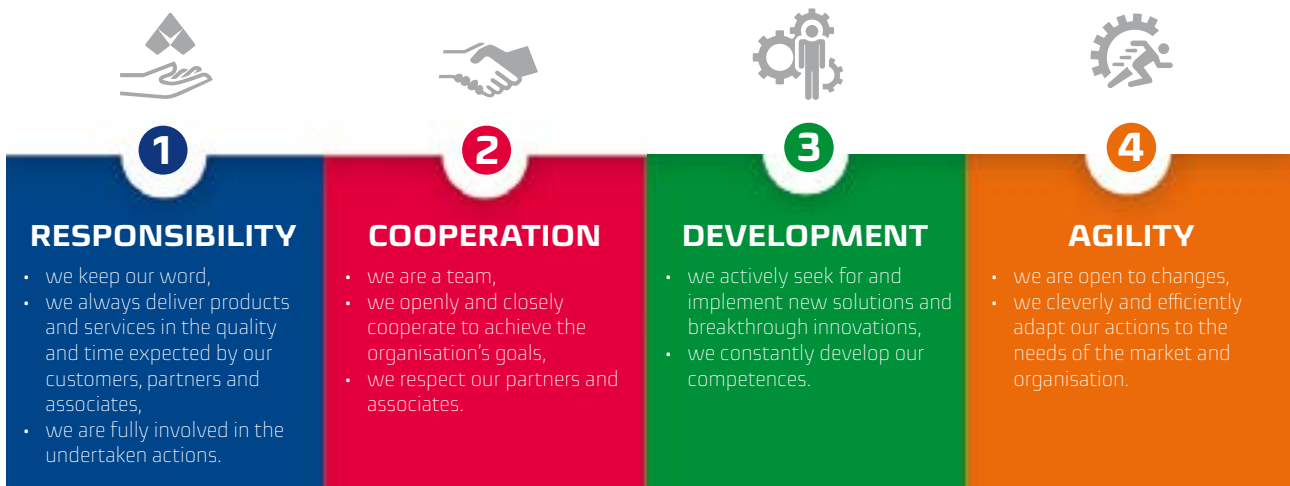 1
RESPONSIBILITY
• we keep our word,
• we always deliver products
and services in the quality
and time expected by our
customers, partners and
associates,
• we are fully involved in the
undertaken actions.
2
COOPERATION
• we are a team,
• we openly and closely
cooperate to achieve the
organisation's goals,
• we respect our partners and
associates.
3
DEVELOPMENT
• we actively seek for and
implement new solutions and
breakthrough innovations,
• we constantly develop our
competences.
4
AGILITY
• we are open to changes,
• we cleverly and efficiently
adapt our actions to the
needs of the market and
organisation.